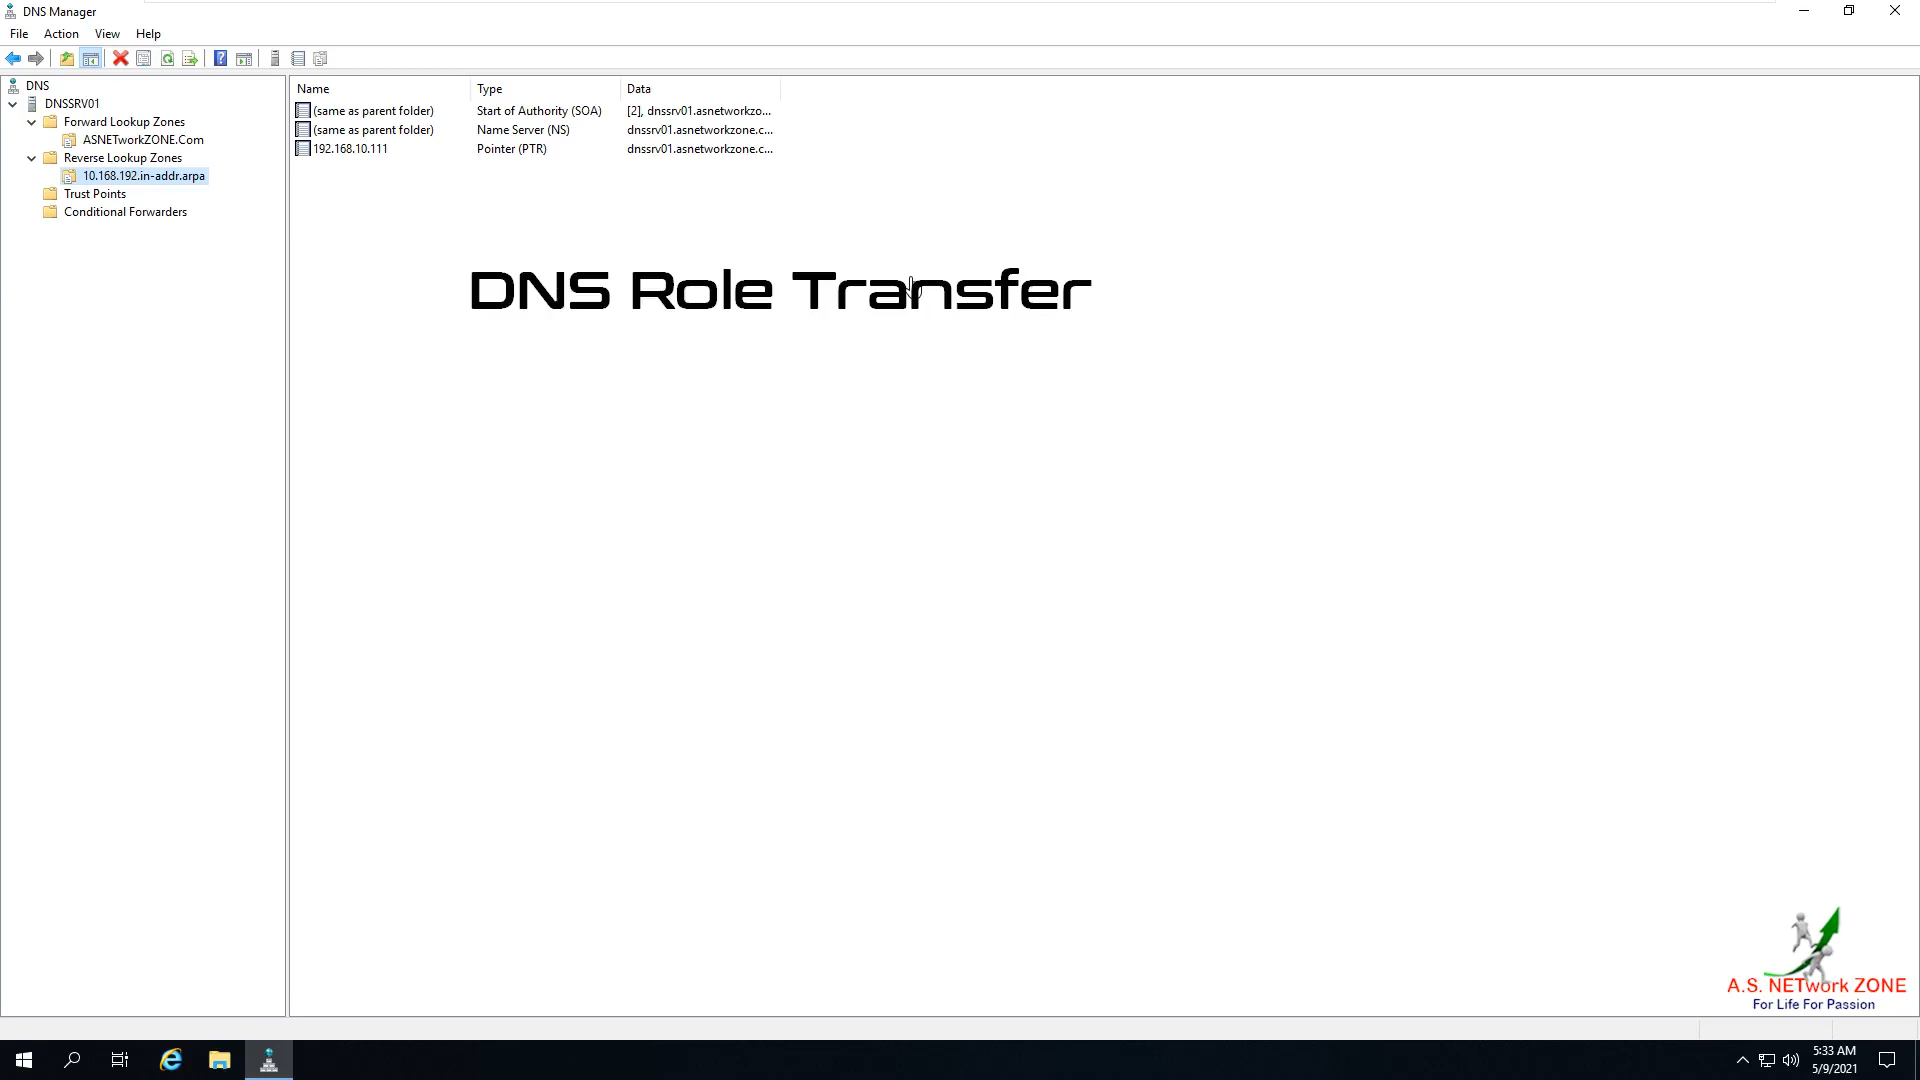 DNS Manager
File Action View Help
DNS
DNSSRV01
Forward Lookup Zones
ASNETworkZONE.Com
Reverse Lookup Zones
10.168.192.in-addr.arpa
Trust Points
Conditional Forwarders
Name Type Data
(same as parent folder) Start of Authority (SOA) [2], dnssrv01.asnetworkzo...
(same as parent folder) Name Server (NS) dnssrv01.asnetworkzone.c...
192.168.10.111 Pointer (PTR) dnssrv01.asnetworkzone.c...
DNS Role Transfer
A.S. NETwork ZONE
For Life For Passion
5:33 AM
5/9/2021